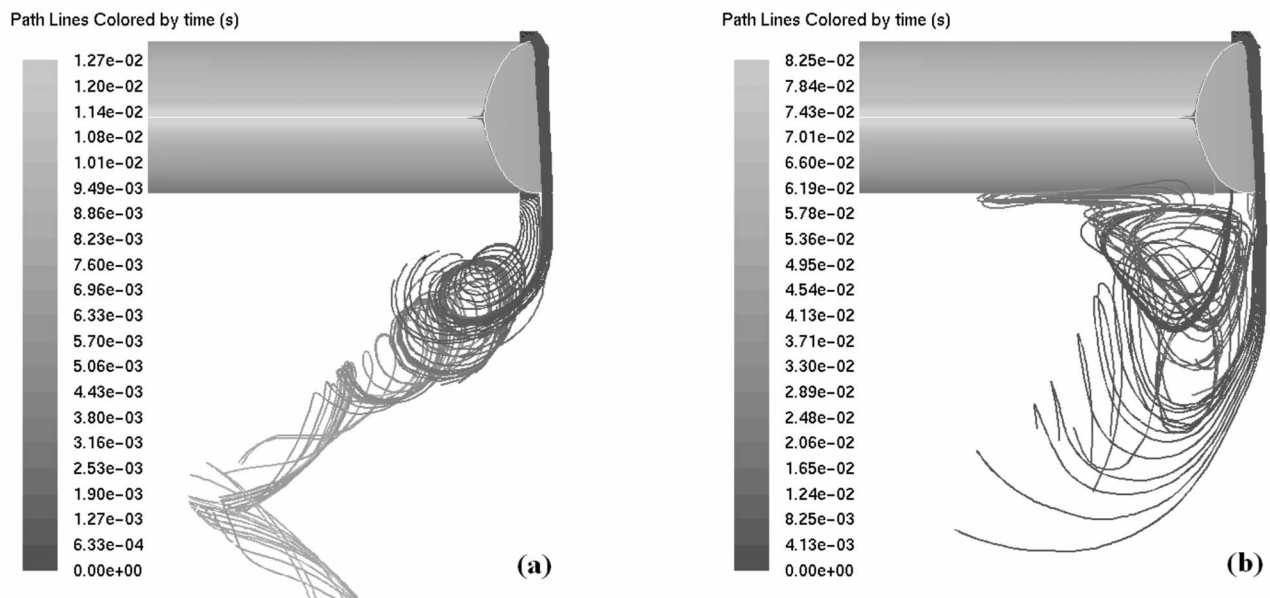 Path Lines Colored by time (s)
1.27e-02
1.20e-02
1.14e-02
1.08e-02
1.01e-02
9.49e-03
8.86e-03
8.23e-03
7.60e-03
6.96e-03
6.33e-03
5.70e-03
5.06e-03
4.43e-03
3.80e-03
3.16e-03
2.53e-03
1.90e-03
1.27e-03
6.33e-04
0.00e+00
(a)
Path Lines Colored by time (s)
8.25e-02
7.84e-02
7.43e-02
7.01e-02
6.60e-02
6.19e-02
5.78e-02
5.36e-02
4.95e-02
4.54e-02
4.13e-02
3.71e-02
3.30e-02
2.89e-02
2.48e-02
2.06e-02
1.65e-02
1.24e-02
8.25e-03
4.13e-03
0.00e+00
(b)